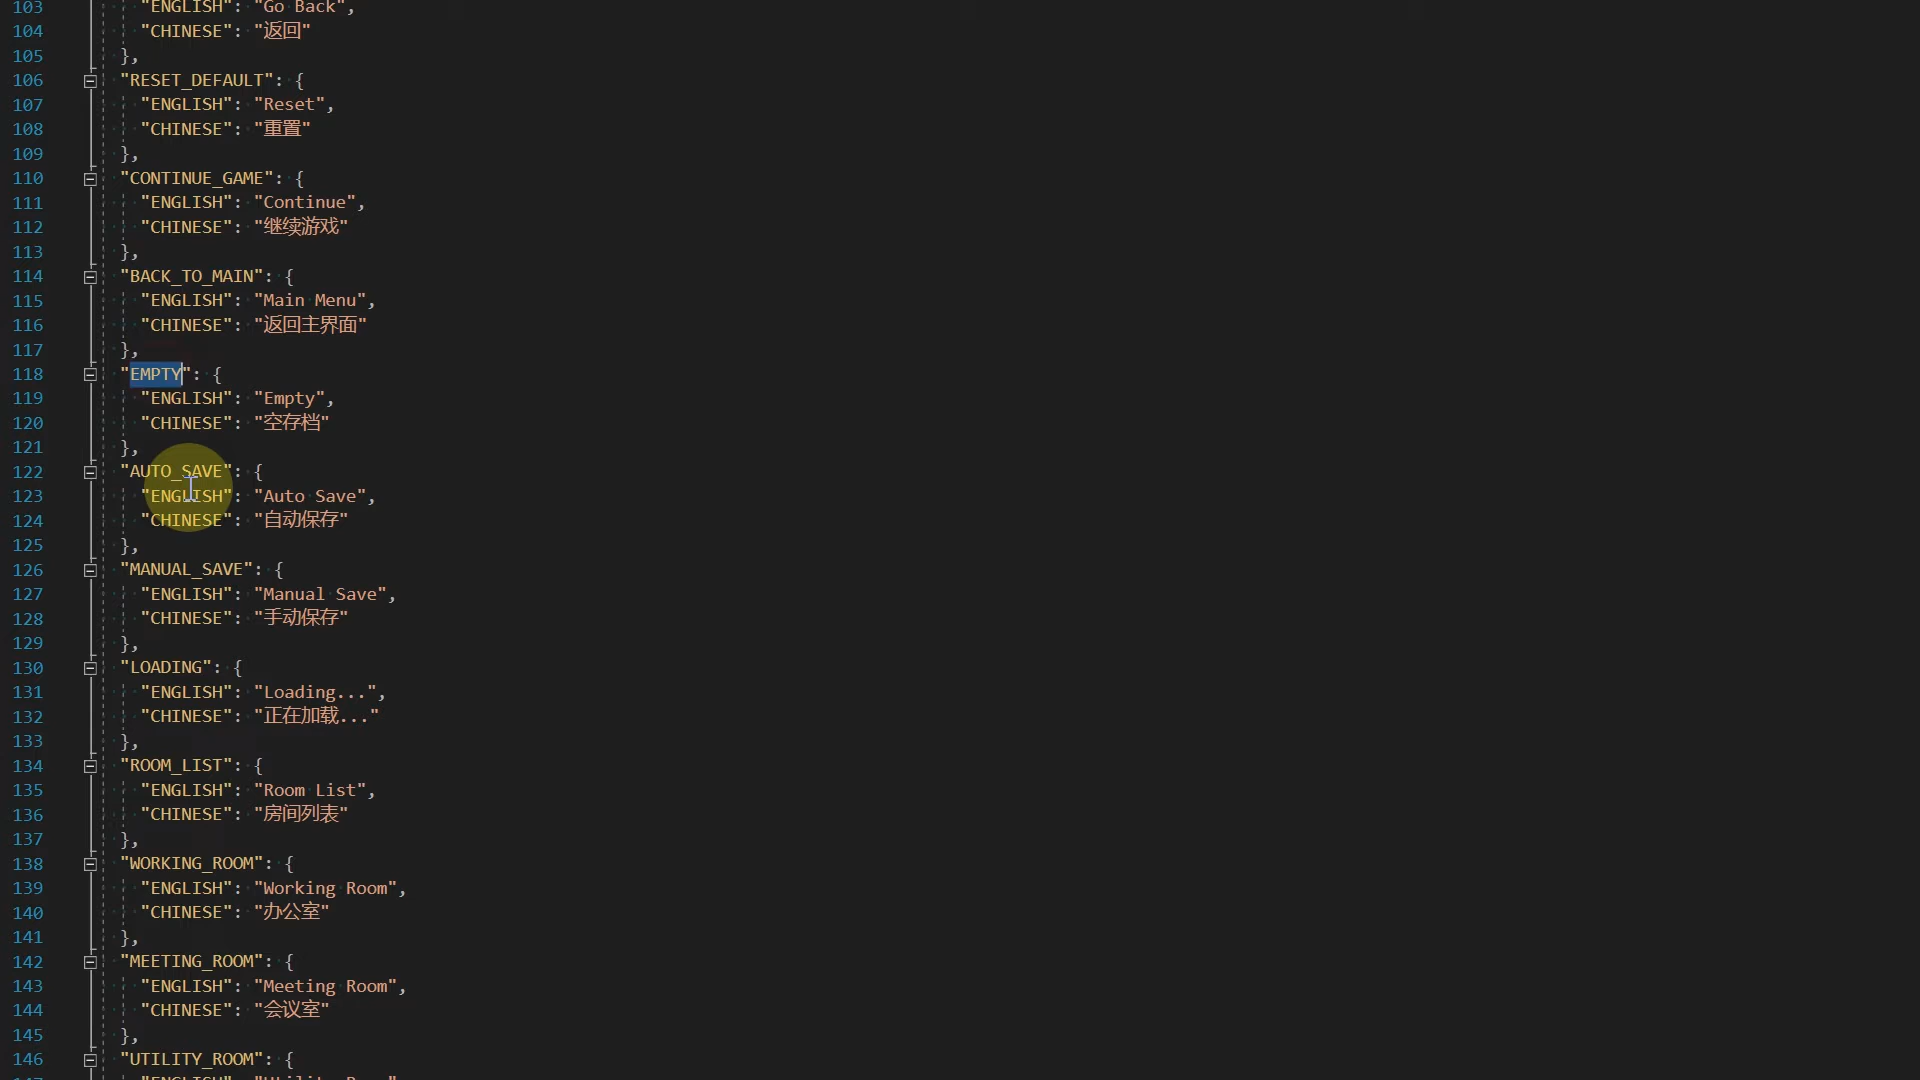 103 "ENGLISH": "Go Back",
104 "CHINESE": "返回"
105 },
106 "RESET_DEFAULT": {
107 "ENGLISH": "Reset",
108 "CHINESE": "重置"
109 },
110 "CONTINUE_GAME": {
111 "ENGLISH": "Continue",
112 "CHINESE": "继续游戏"
113 },
114 "BACK_TO_MAIN": {
115 "ENGLISH": "Main Menu",
116 "CHINESE": "返回主界面"
117 },
118 "EMPTY": {
119 "ENGLISH": "Empty",
120 "CHINESE": "空存档"
121 },
122 "AUTO_SAVE": {
123 "ENGLISH": "Auto Save",
124 "CHINESE": "自动保存"
125 },
126 "MANUAL_SAVE": {
127 "ENGLISH": "Manual Save",
128 "CHINESE": "手动保存"
129 },
130 "LOADING": {
131 "ENGLISH": "Loading...",
132 "CHINESE": "正在加载..."
133 },
134 "ROOM_LIST": {
135 "ENGLISH": "Room List",
136 "CHINESE": "房间列表"
137 },
138 "WORKING_ROOM": {
139 "ENGLISH": "Working Room",
140 "CHINESE": "办公室"
141 },
142 "MEETING_ROOM": {
143 "ENGLISH": "Meeting Room",
144 "CHINESE": "会议室"
145 },
146 "UTILITY_ROOM": {